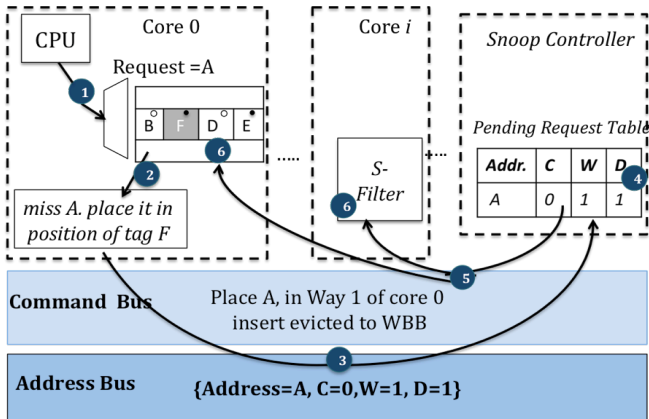 Core 0
CPU
Request =A
1
B
F
D
E
6
2
miss A. place it in
position of tag F
.....
Core i
S-
Filter
6
.....
Snoop Controller
Pending Request Table
Addr. C W D
A 0 1 1
4
5
Command Bus
Place A, in Way 1 of core 0
insert evicted to WBB
3
Address Bus
{Address=A, C=0,W=1, D=1}